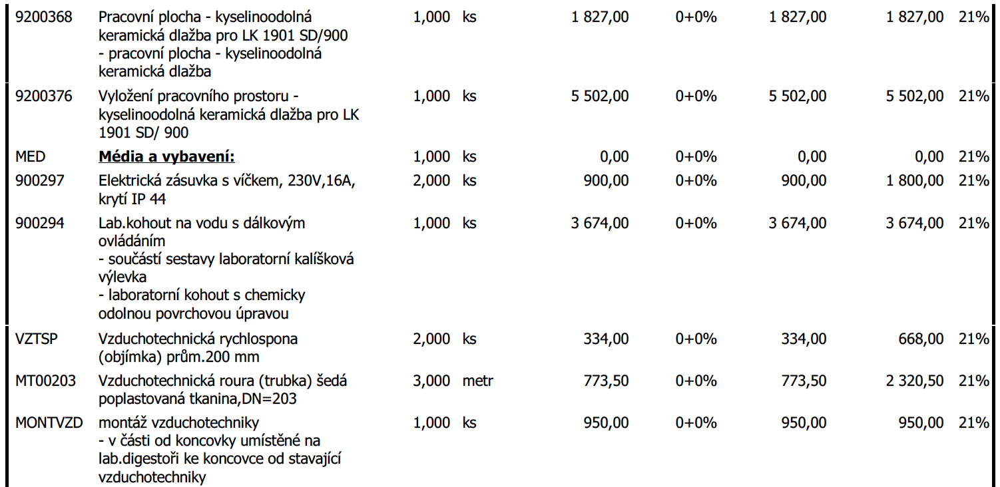 9200368 Pracovní plocha - kyselinoodolná 1,000 ks 1 827,00 0+0% 1 827,00 1 827,00 21%
keramická dlažba pro LK 1901 SD/900
- pracovní plocha - kyselinoodolná
keramická dlažba
9200376 Vyložení pracovního prostoru - 1,000 ks 5 502,00 0+0% 5 502,00 5 502,00 21%
kyselinoodolná keramická dlažba pro LK
1901 SD/ 900
MED Média a vybavení: 1,000 ks 0,00 0+0% 0,00 0,00 21%
900297 Elektrická zásuvka s víčkem, 230V,16A, 2,000 ks 900,00 0+0% 900,00 1 800,00 21%
krytí IP 44
900294 Lab.kohout na vodu s dálkovým 1,000 ks 3 674,00 0+0% 3 674,00 3 674,00 21%
ovládáním
- součástí sestavy laboratorní kalíšková
výlevka
- laboratorní kohout s chemicky
odolnou povrchovou úpravou
VZTSP Vzduchotechnická rychlospona 2,000 ks 334,00 0+0% 334,00 668,00 21%
(objímka) prům.200 mm
MT00203 Vzduchotechnická roura (trubka) šedá 3,000 metr 773,50 0+0% 773,50 2 320,50 21%
poplastovaná tkanina,DN=203
MONTVZD montáž vzduchotechniky 1,000 ks 950,00 0+0% 950,00 950,00 21%
- v části od koncovky umístěné na
lab.digestoři ke koncovce od stavající
vzduchotechniky